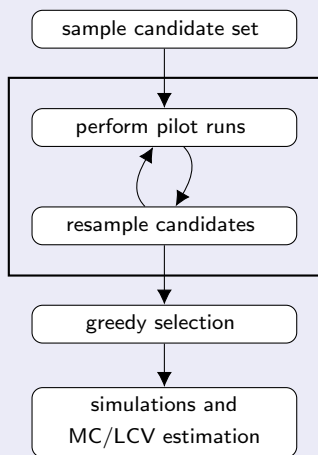 sample candidate set
perform pilot runs
resample candidates
greedy selection
simulations and
MC/LCV estimation